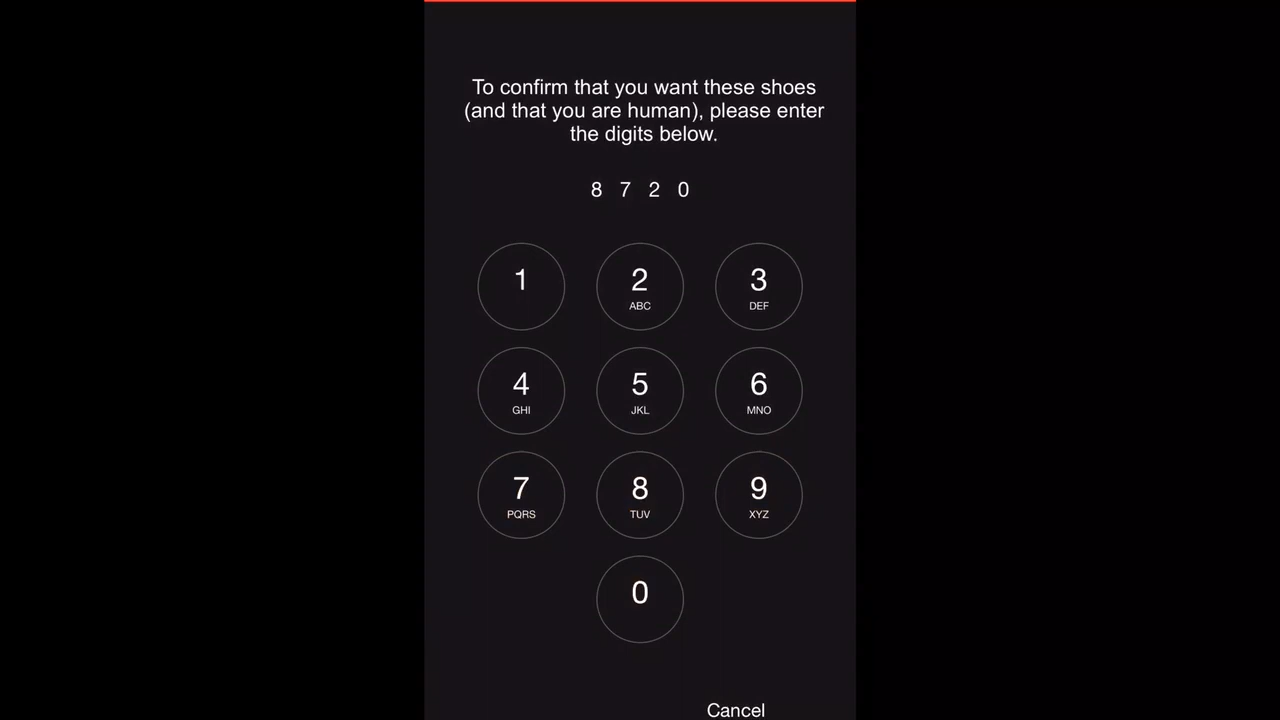 To confirm that you want these shoes
(and that you are human), please enter
the digits below.
8 7 2 0
1 2 3
ABC DEF
4 5 6
GHI JKL MNO
7 8 9
PQRS TUV XYZ
0
Cancel